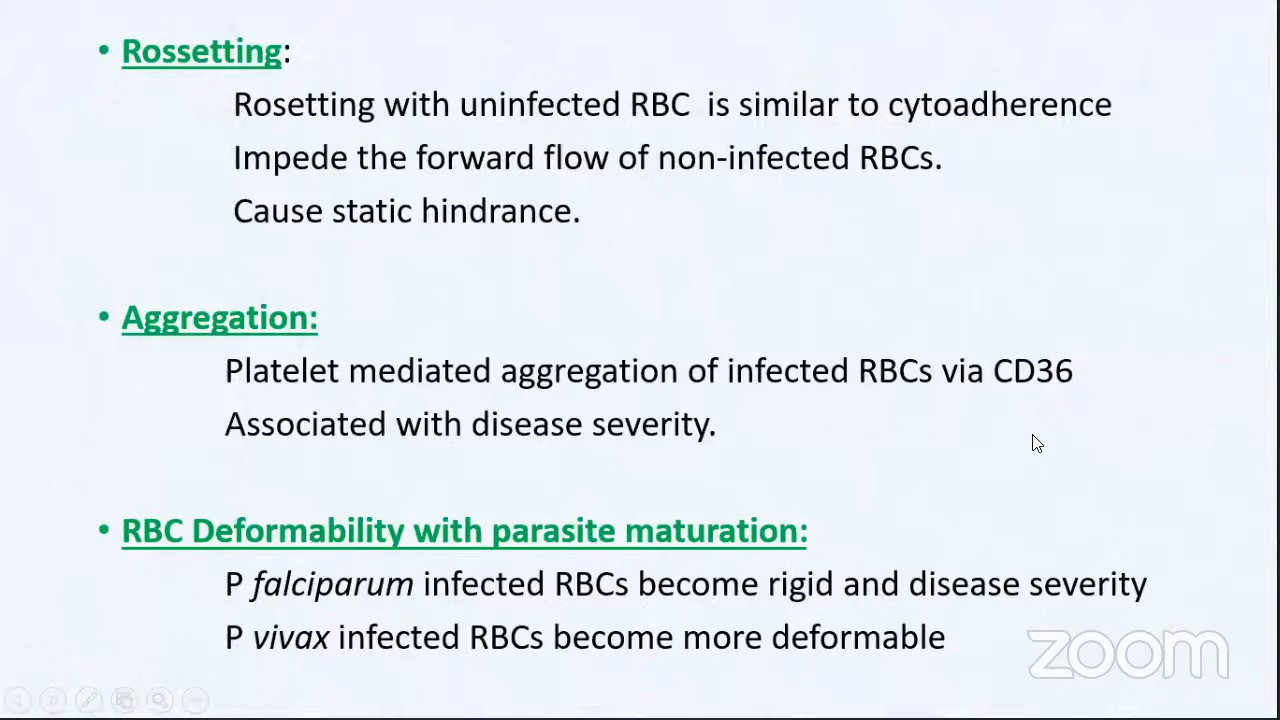 • Rossetting:
Rosetting with uninfected RBC is similar to cytoadherence
Impede the forward flow of non-infected RBCs.
Cause static hindrance.
• Aggregation:
Platelet mediated aggregation of infected RBCs via CD36
Associated with disease severity.
• RBC Deformability with parasite maturation:
P falciparum infected RBCs become rigid and disease severity
P vivax infected RBCs become more deformable
zoom